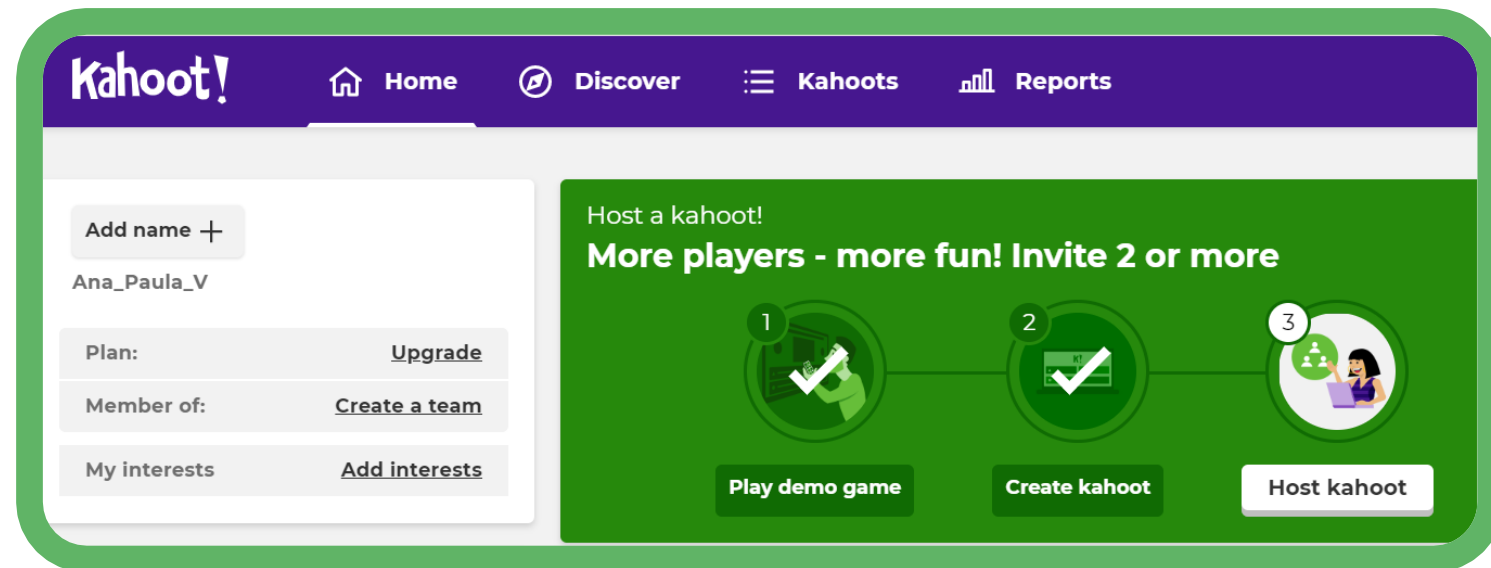 Kahoot!
Home
Discover
Kahoots
Reports
Add name +
Ana_Paula_V
Plan: Upgrade
Member of: Create a team
My interests Add interests
Host a kahoot!
More players - more fun! Invite 2 or more
1
2
K!
3
Play demo game
Create kahoot
Host kahoot